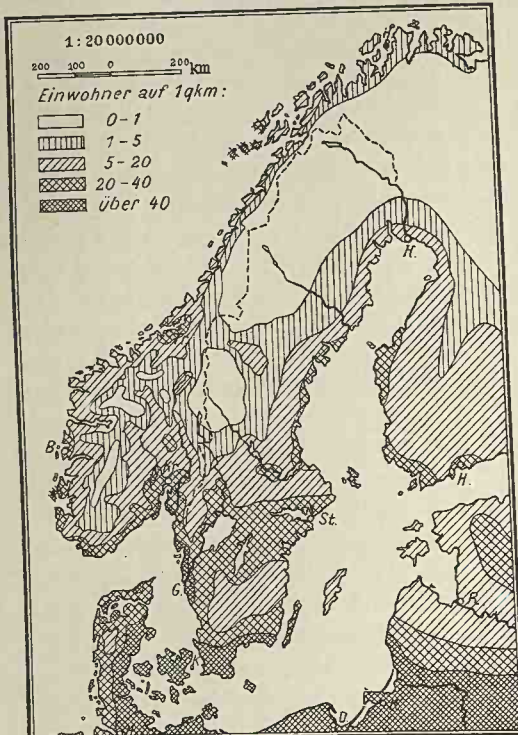 1:20000000
200 100 0 200 km
Einwohner auf 1qkm:
0-1
1-5
5-20
20-40
über 40
H.
B.
H.
St.
G.
R.
D.